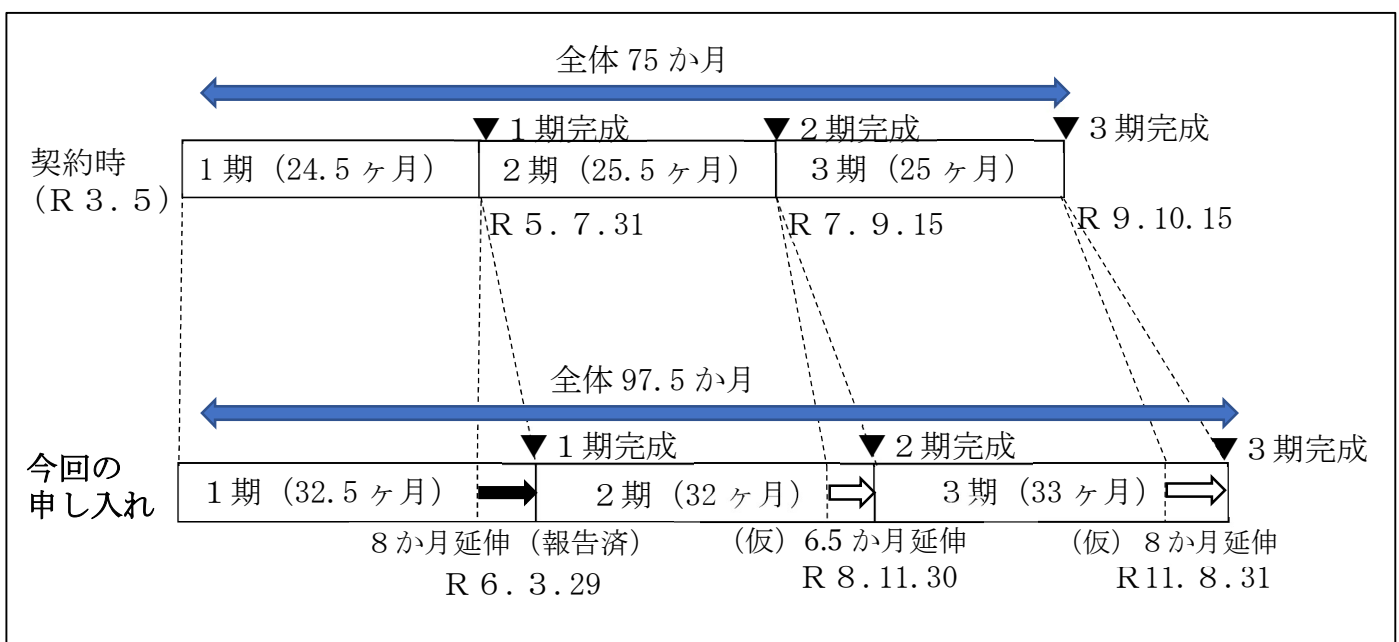 全体 75 か月
▼１期完成 ▼２期完成 ▼３期完成
契約時
（Ｒ３．５）
１期（24.5 ヶ月） ２期（25.5 ヶ月） ３期（25 ヶ月）
Ｒ５．7.31 Ｒ７．9.15 Ｒ９．10.15
全体 97.5 か月
▼１期完成 ▼２期完成 ▼３期完成
今回の
申し入れ
１期（32.5 ヶ月） ２期（32 ヶ月） ３期（33 ヶ月）
８か月延伸（報告済） （仮）6.5 か月延伸 （仮）８か月延伸
Ｒ６．3.29 Ｒ８.11.30 Ｒ11．8.31